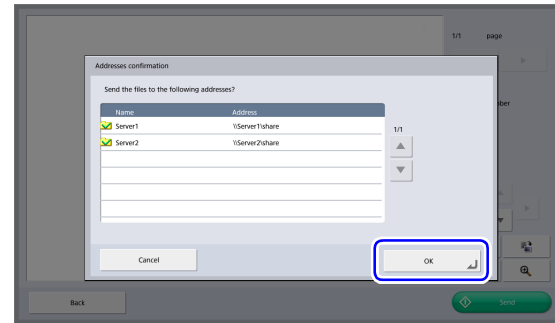 1/1 page
Addresses confirmation
Send the files to the following addresses?
Name Address
Server1 \\Server1\share
Server2 \\Server2\share
1/1
Cancel OK
Back Send